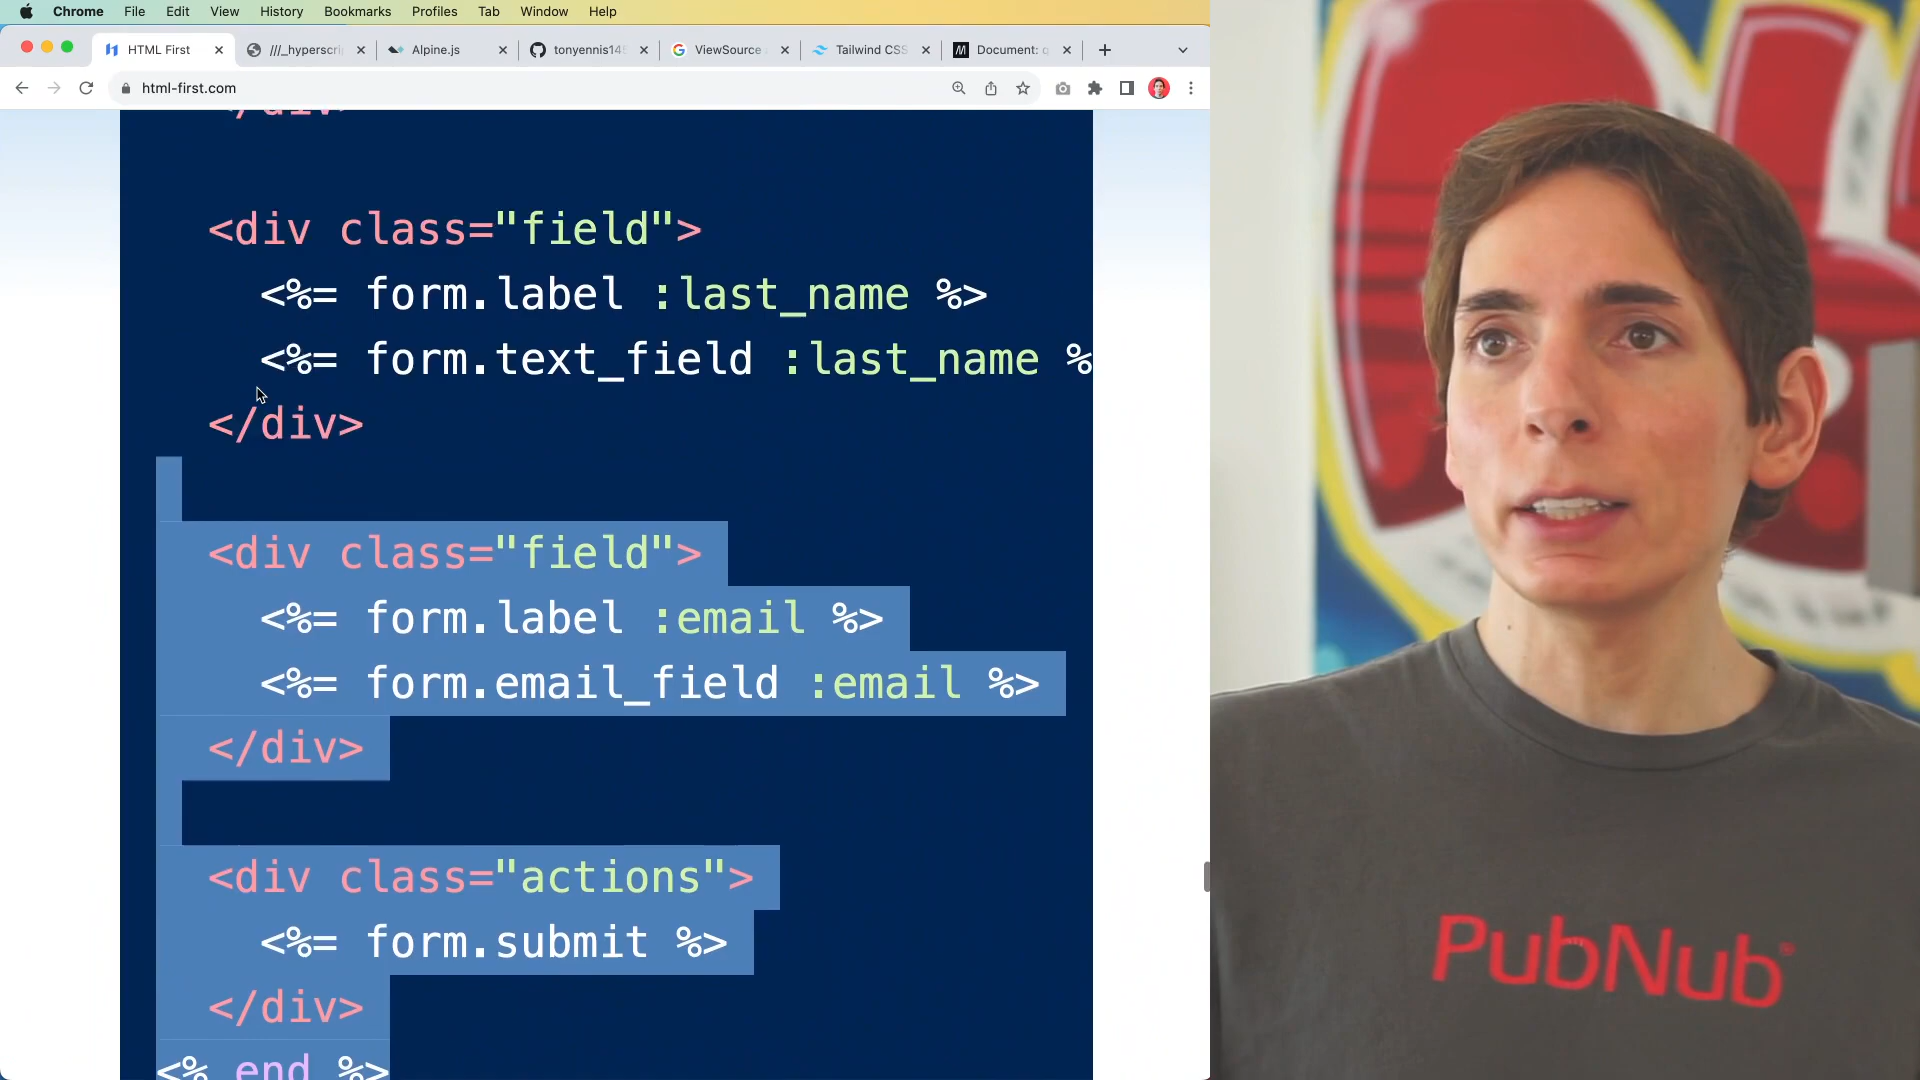 Chrome File Edit View History Bookmarks Profiles Tab Window Help
HTML First
///_hyperscri
Alpine.js
tonyennis145
ViewSource
Tailwind CSS
Document: q
html-first.com
</div>
<div class="field">
<%= form.label :last_name %>
<%= form.text_field :last_name %
</div>
<div class="field">
<%= form.label :email %>
<%= form.email_field :email %>
</div>
<div class="actions">
<%= form.submit %>
</div>
<% end %>
PubNub®